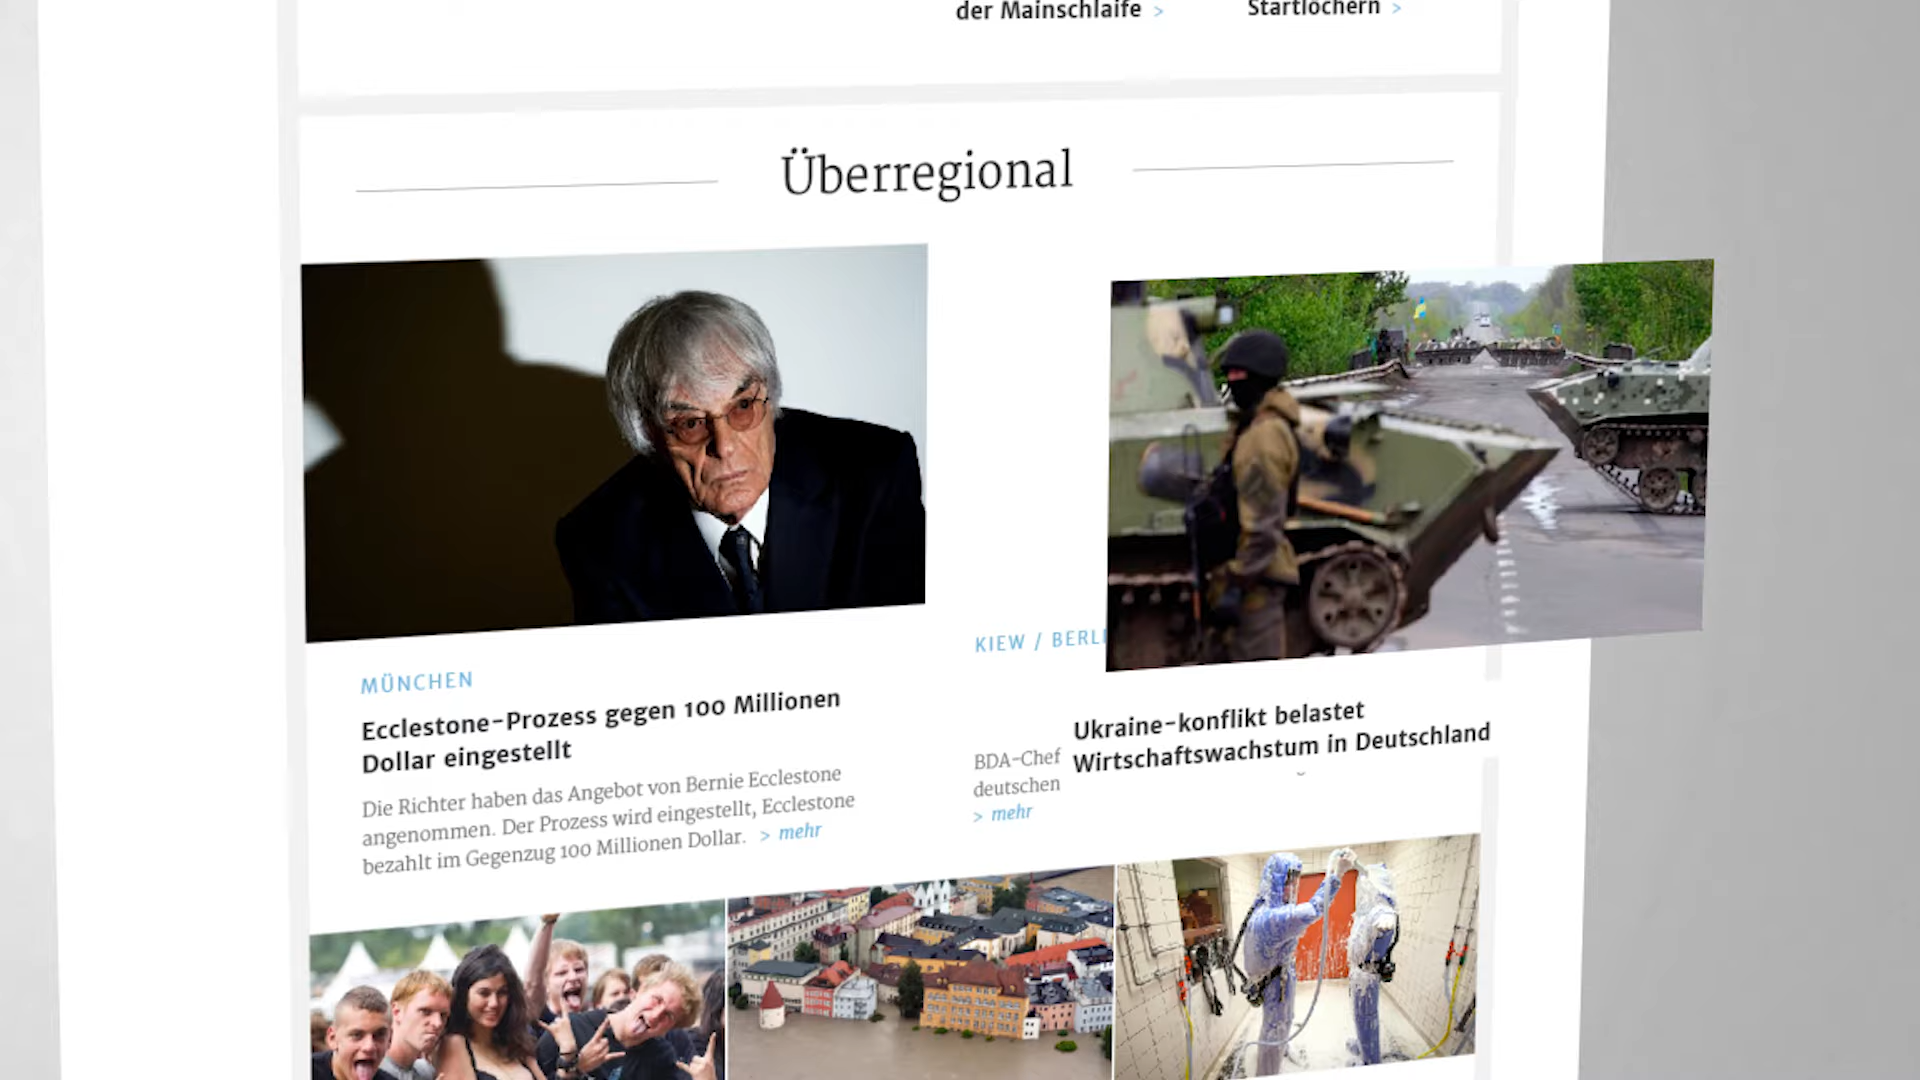 der Mainschlaife >
Startlöchern >
Überregional
MÜNCHEN
Ecclestone-Prozess gegen 100 Millionen
Dollar eingestellt
Die Richter haben das Angebot von Bernie Ecclestone
angenommen. Der Prozess wird eingestellt, Ecclestone
bezahlt im Gegenzug 100 Millionen Dollar. > mehr
KIEW / BERLI
Ukraine-konflikt belastet
Wirtschaftswachstum in Deutschland
BDA-Chef
deutschen
> mehr